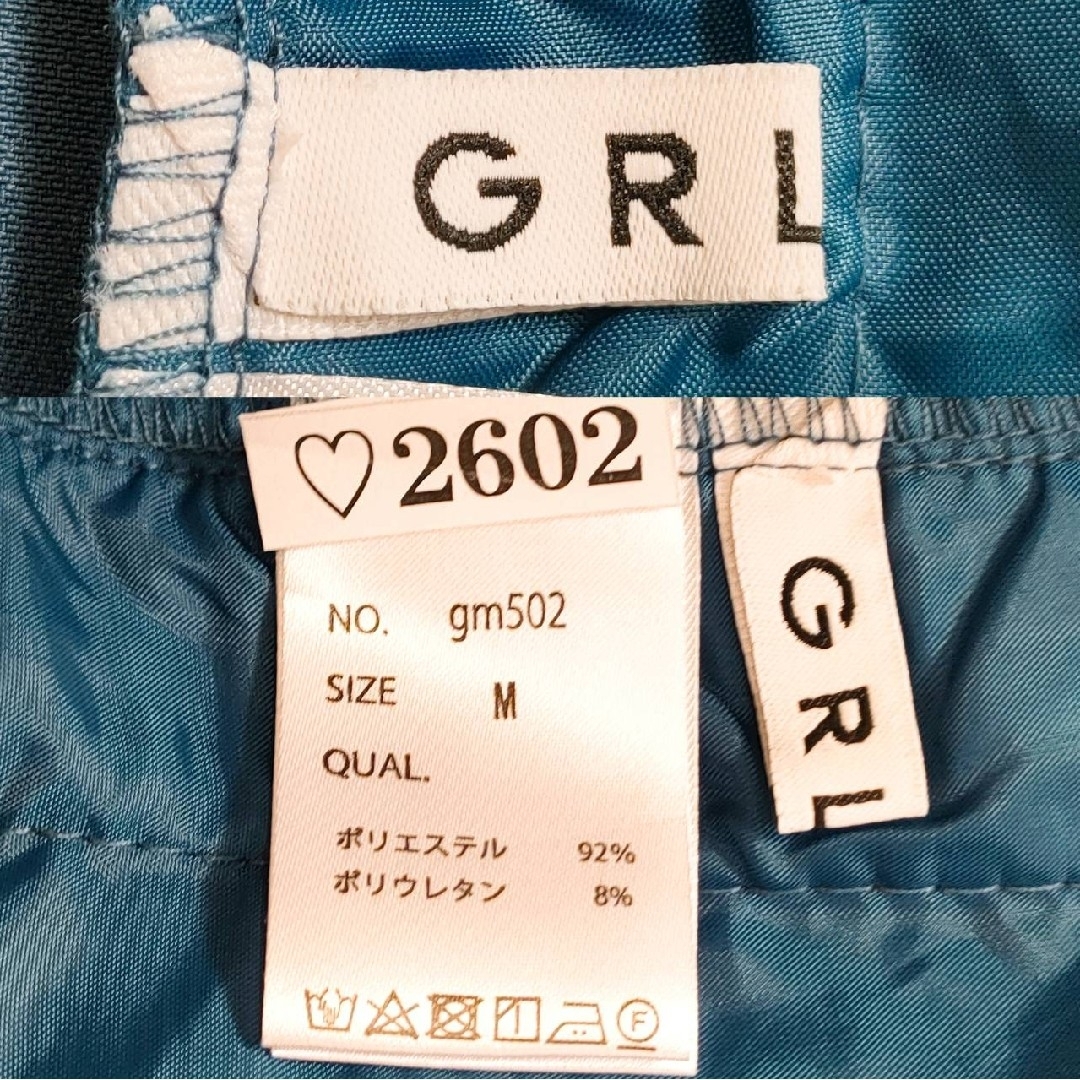 GRL
♡2602
NO. gm502
SIZE M
QUAL.
ポリエステル 92%
ポリウレタン 8%
F
GRL